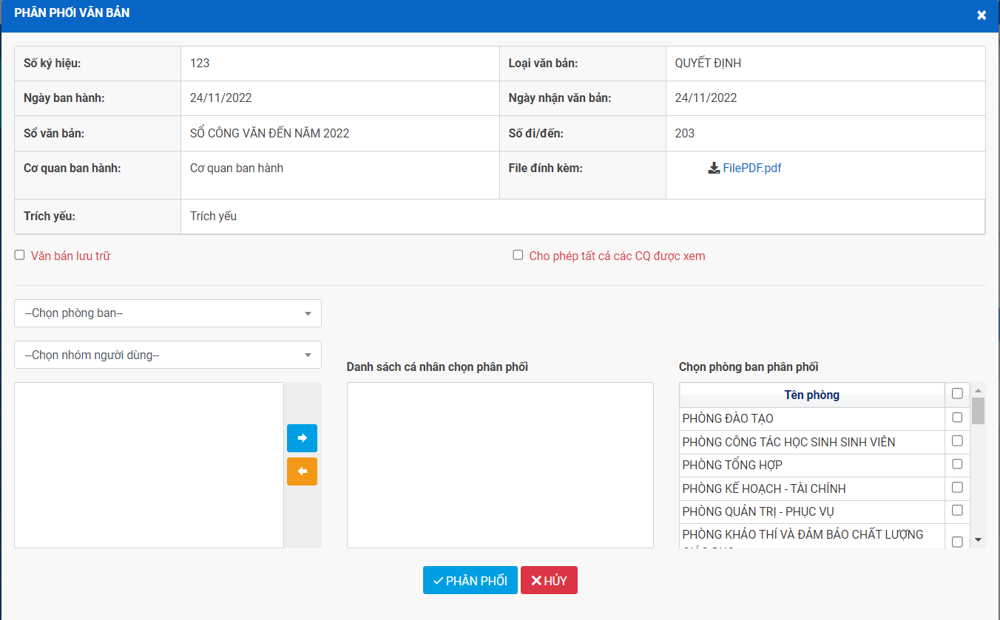 PHÂN PHỐI VĂN BẢN
Số ký hiệu: 123 Loại văn bản: QUYẾT ĐỊNH
Ngày ban hành: 24/11/2022 Ngày nhận văn bản: 24/11/2022
Sổ văn bản: SỔ CÔNG VĂN ĐẾN NĂM 2022 Số đi/đến: 203
Cơ quan ban hành: Cơ quan ban hành File đính kèm: FilePDF.pdf
Trích yếu: Trích yếu
Văn bản lưu trữ Cho phép tất cả các CQ được xem
--Chọn phòng ban--
--Chọn nhóm người dùng--
Danh sách cá nhân chọn phân phối
Chọn phòng ban phân phối
Tên phòng
PHÒNG ĐÀO TẠO
PHÒNG CÔNG TÁC HỌC SINH SINH VIÊN
PHÒNG TỔNG HỢP
PHÒNG KẾ HOẠCH - TÀI CHÍNH
PHÒNG QUẢN TRỊ - PHỤC VỤ
PHÒNG KHẢO THÍ VÀ ĐẢM BẢO CHẤT LƯỢNG
PHÂN PHỐI HỦY